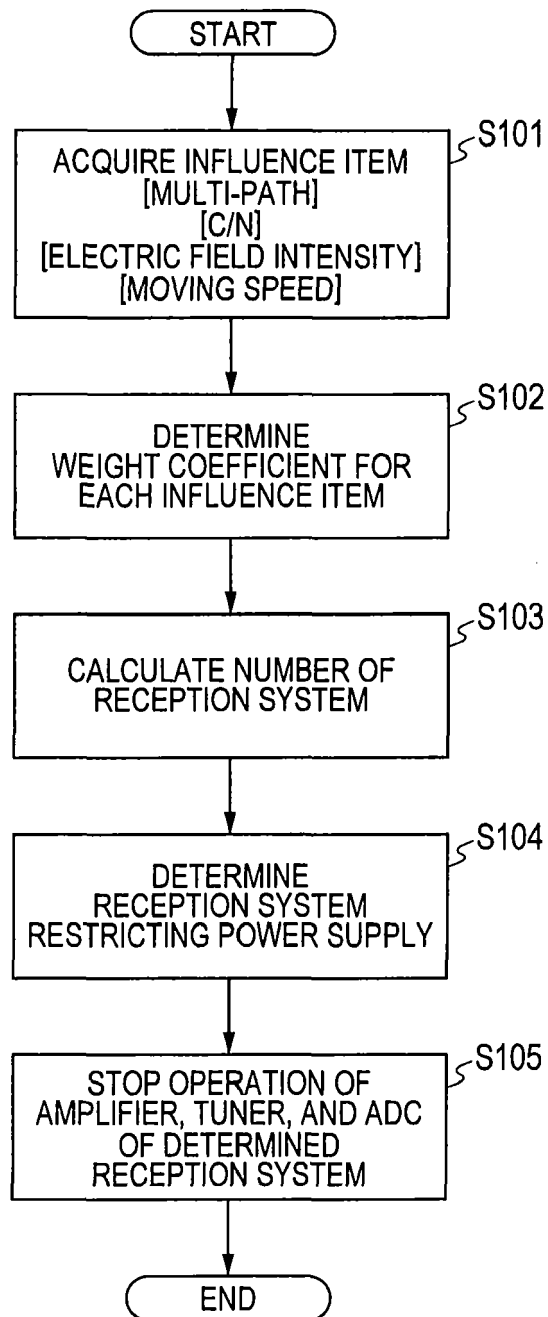 START
S101
ACQUIRE INFLUENCE ITEM
[MULTI-PATH]
[C/N]
[ELECTRIC FIELD INTENSITY]
[MOVING SPEED]
S102
DETERMINE
WEIGHT COEFFICIENT FOR
EACH INFLUENCE ITEM
S103
CALCULATE NUMBER OF
RECEPTION SYSTEM
S104
DETERMINE
RECEPTION SYSTEM
RESTRICTING POWER SUPPLY
S105
STOP OPERATION OF
AMPLIFIER, TUNER, AND ADC
OF DETERMINED
RECEPTION SYSTEM
END